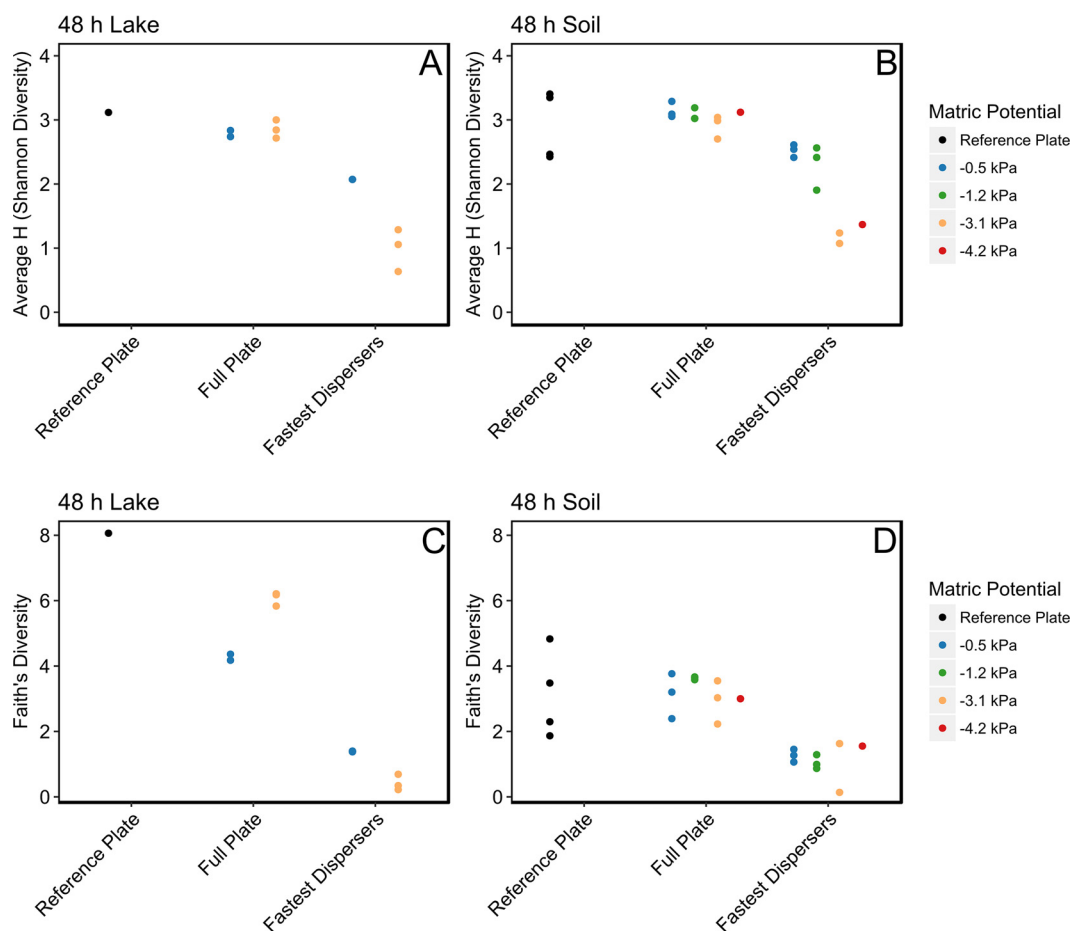 48 h Lake
A
Average H (Shannon Diversity)
4
3
2
1
0
Reference Plate
Full Plate
Fastest Dispersers
48 h Soil
B
Average H (Shannon Diversity)
4
3
2
1
0
Reference Plate
Full Plate
Fastest Dispersers
Matric Potential
Reference Plate
-0.5 kPa
-1.2 kPa
-3.1 kPa
-4.2 kPa
48 h Lake
C
Faith's Diversity
8
6
4
2
0
Reference Plate
Full Plate
Fastest Dispersers
48 h Soil
D
Faith's Diversity
8
6
4
2
0
Reference Plate
Full Plate
Fastest Dispersers
Matric Potential
Reference Plate
-0.5 kPa
-1.2 kPa
-3.1 kPa
-4.2 kPa